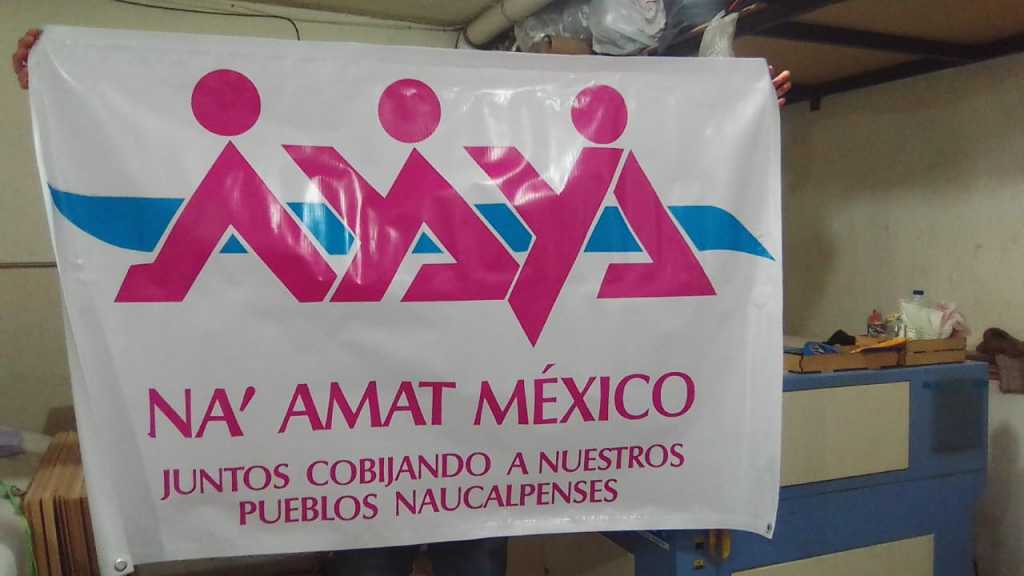 NA' AMAT MÉXICO
JUNTOS COBIJANDO A NUESTROS
PUEBLOS NAUCALPENSES